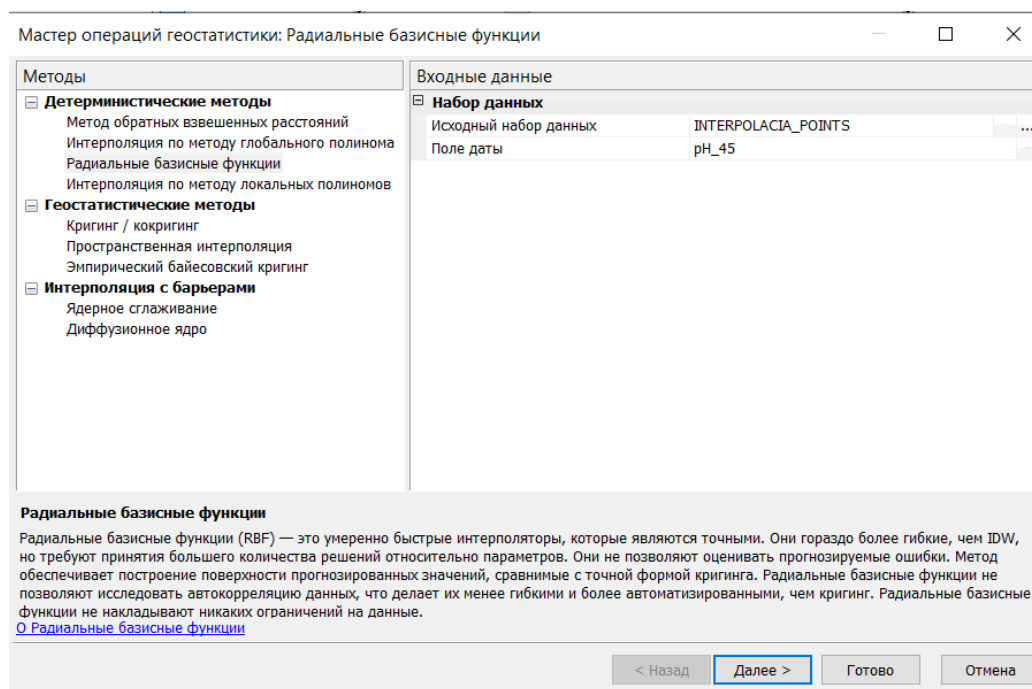 Мастер операций геостатистики: Радиальные базисные функции
Методы
Детерминистические методы
Метод обратных взвешенных расстояний
Интерполяция по методу глобального полинома
Радиальные базисные функции
Интерполяция по методу локальных полиномов
Геостатистические методы
Кригинг / кокригинг
Пространственная интерполяция
Эмпирический байесовский кригинг
Интерполяция с барьерами
Ядерное сглаживание
Диффузионное ядро
Входные данные
Набор данных
Исходный набор данных INTERPOLACIA_POINTS ...
Поле даты pH_45
Радиальные базисные функции
Радиальные базисные функции (RBF) — это умеренно быстрые интерполяторы, которые являются точными. Они гораздо более гибкие, чем IDW,
но требуют принятия большего количества решений относительно параметров. Они не позволяют оценивать прогнозируемые ошибки. Метод
обеспечивает построение поверхности прогнозированных значений, сравнимые с точной формой кригинга. Радиальные базисные функции не
позволяют исследовать автокорреляцию данных, что делает их менее гибкими и более автоматизированными, чем кригинг. Радиальные базисные
функции не накладывают никаких ограничений на данные.
О Радиальные базисные функции
< Назад Далее > Готово Отмена